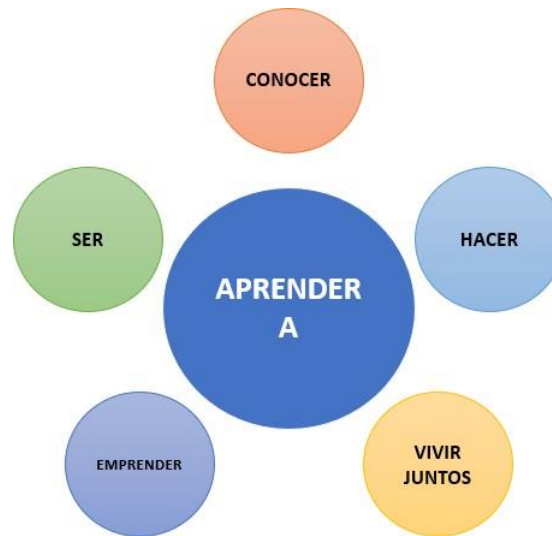 CONOCER
SER
HACER
APRENDER
A
EMPRENDER
VIVIR
JUNTOS